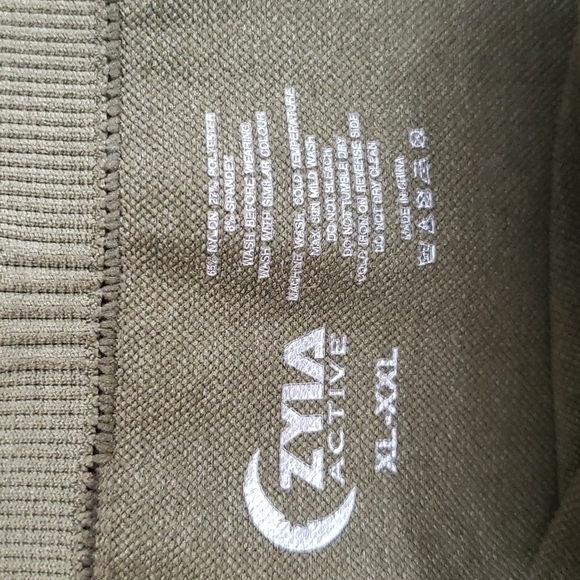 ZYIA
ACTIVE
XL-XXL
65% NYLON, 27% POLYESTER
8% SPANDEX
WASH BEFORE WEARING
WASH WITH SIMILAR COLOUR
MACHINE WASH, COLD TEMPERATURE
MAX. 30C MILD WASH
DO NOT BLEACH
DO NOT TUMBLE DRY
COLD IRON ON REVERSE SIDE
DO NOT DRY CLEAN
MADE IN CHINA